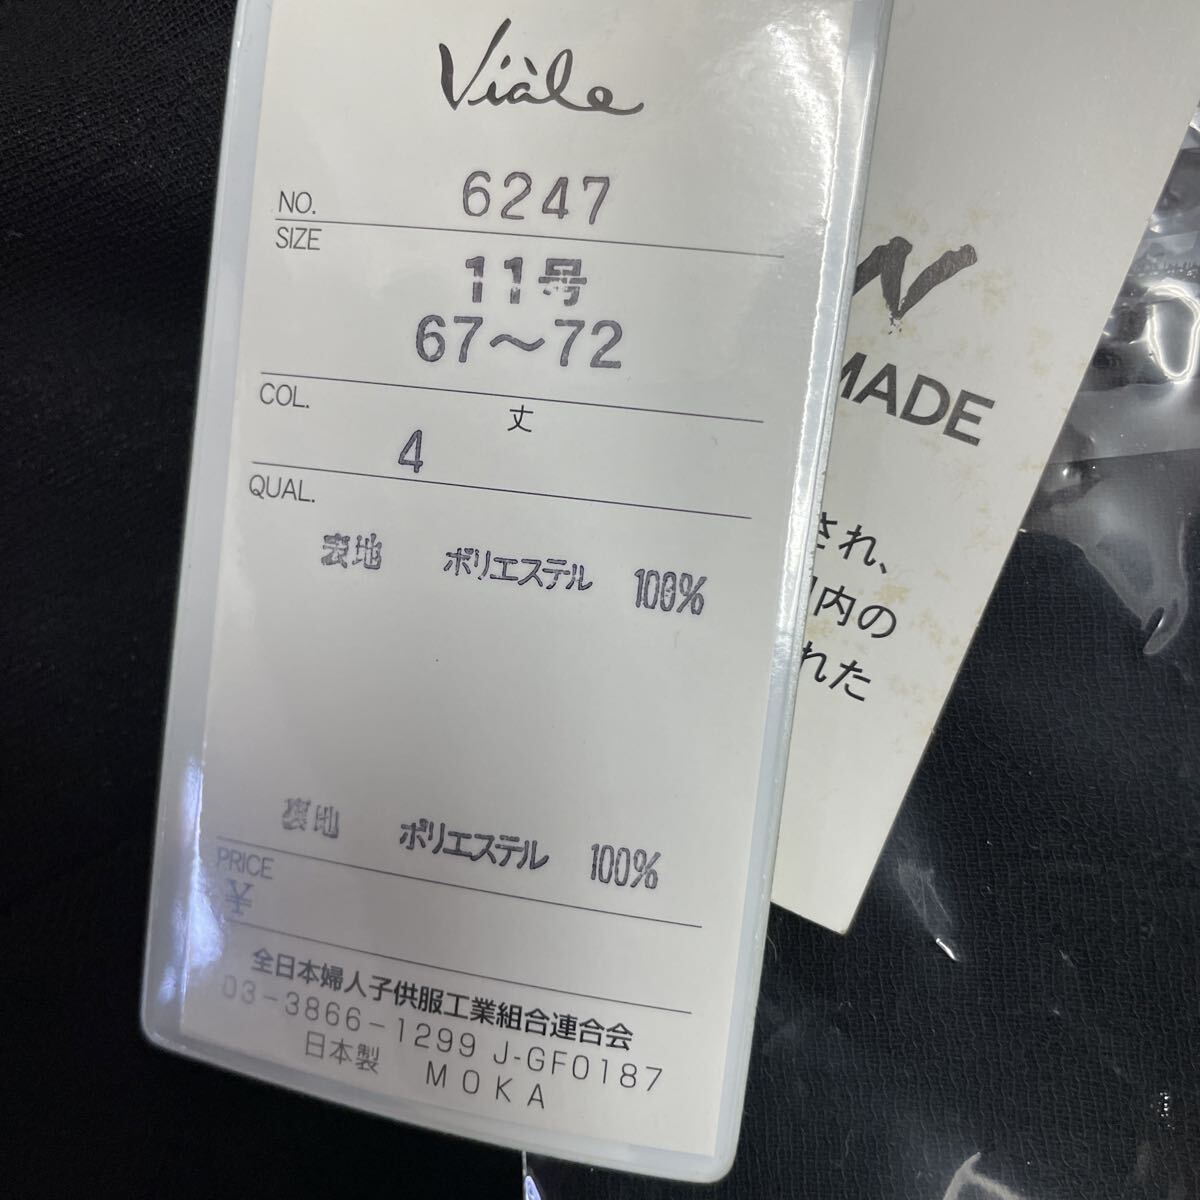 Viàle
NO. 6247
SIZE
11号
67〜72
COL. 丈
4
QUAL.
表地 ポリエステル 100%
裏地 ポリエステル 100%
PRICE
¥
全日本婦人子供服工業組合連合会
03-3866-1299 J-GF0187
日本製 MOKA
MADE
され、
内の
れた